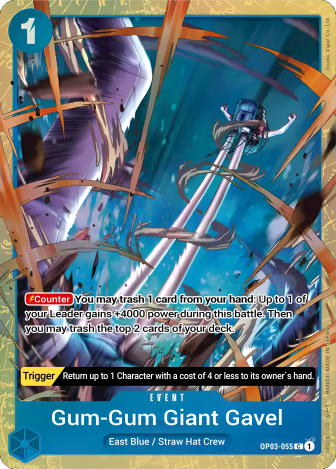 1
⚡Counter You may trash 1 card from your hand: Up to 1 of
your Leader gains +4000 power during this battle. Then
you may trash the top 2 cards of your deck.
Trigger Return up to 1 Character with a cost of 4 or less to its owner's hand.
EVENT
Gum-Gum Giant Gavel
East Blue / Straw Hat Crew
OP03-055 C 1